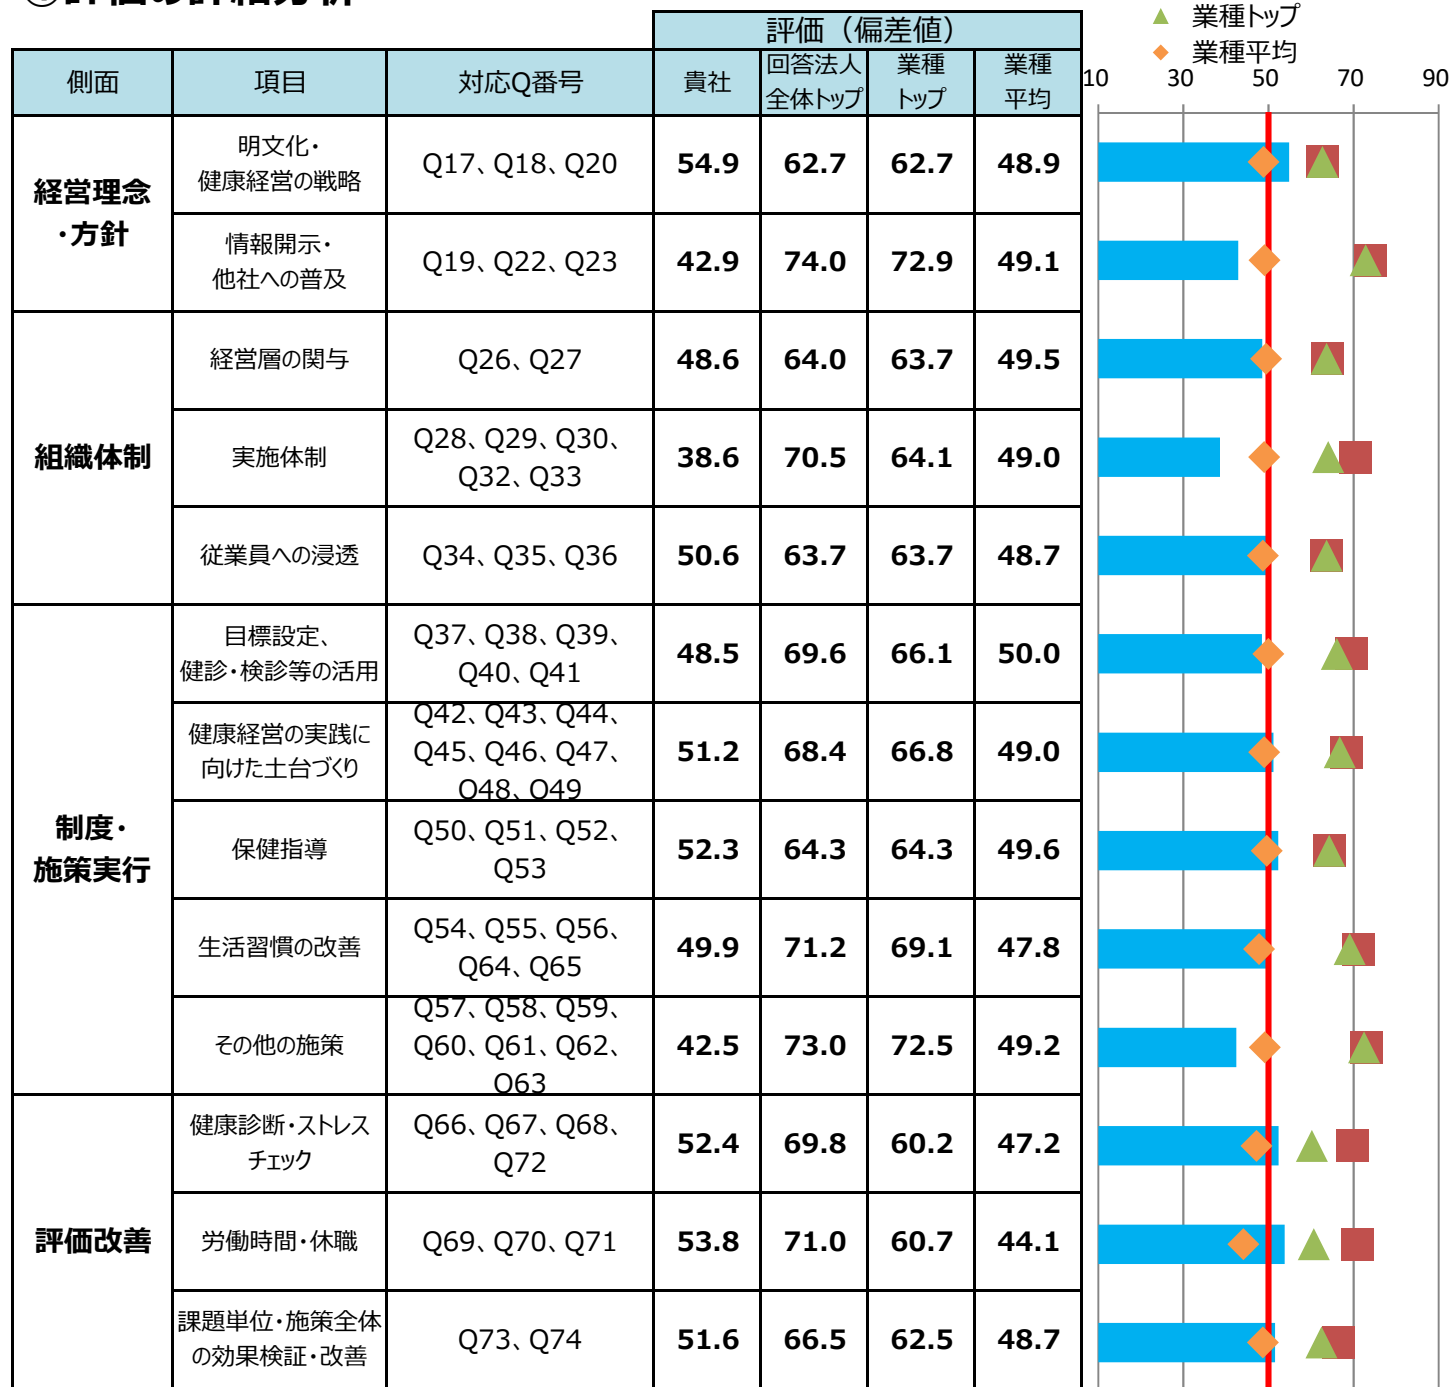 ①評価の詳細分析
▲ 業種トップ
◆ 業種平均
評価（偏差値）
側面 項目 対応Q番号 貴社 回答法人 業種 業種
全体トップ トップ 平均
10 30 50 70 90
経営理念
・方針
明文化・
健康経営の戦略
Q17、Q18、Q20 54.9 62.7 62.7 48.9
情報開示・
他社への普及
Q19、Q22、Q23 42.9 74.0 72.9 49.1
組織体制
経営層の関与 Q26、Q27 48.6 64.0 63.7 49.5
実施体制
Q28、Q29、Q30、
Q32、Q33
38.6 70.5 64.1 49.0
従業員への浸透 Q34、Q35、Q36 50.6 63.7 63.7 48.7
制度・
施策実行
目標設定、
健診・検診等の活用
Q37、Q38、Q39、
Q40、Q41
48.5 69.6 66.1 50.0
健康経営の実践に
向けた土台づくり
Q42、Q43、Q44、
Q45、Q46、Q47、
Q48、Q49
51.2 68.4 66.8 49.0
保健指導
Q50、Q51、Q52、
Q53
52.3 64.3 64.3 49.6
生活習慣の改善
Q54、Q55、Q56、
Q64、Q65
49.9 71.2 69.1 47.8
その他の施策
Q57、Q58、Q59、
Q60、Q61、Q62、
Q63
42.5 73.0 72.5 49.2
評価改善
健康診断・ストレス
チェック
Q66、Q67、Q68、
Q72
52.4 69.8 60.2 47.2
労働時間・休職 Q69、Q70、Q71 53.8 71.0 60.7 44.1
課題単位・施策全体
の効果検証・改善
Q73、Q74 51.6 66.5 62.5 48.7